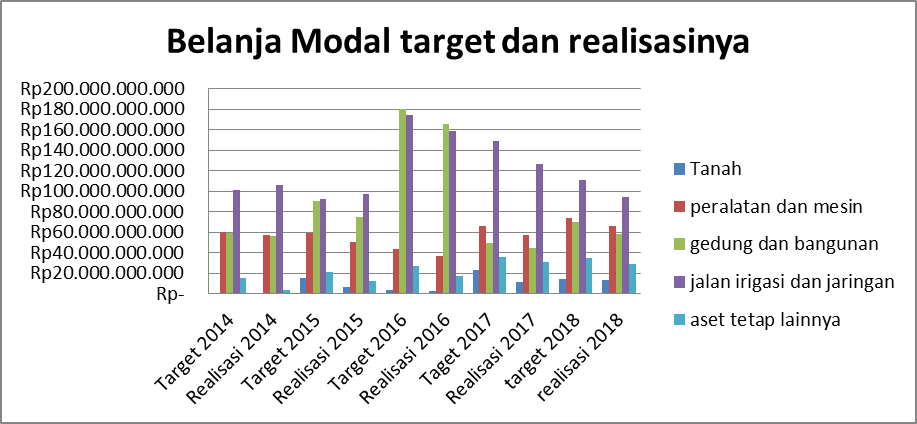 Belanja Modal target dan realisasinya
Rp200.000.000.000
Rp180.000.000.000
Rp160.000.000.000
Rp140.000.000.000
Rp120.000.000.000
Rp100.000.000.000
Rp80.000.000.000
Rp60.000.000.000
Rp40.000.000.000
Rp20.000.000.000
Rp-
Target 2014
Realisasi 2014
Target 2015
Realisasi 2015
Target 2016
Realisasi 2016
Taget 2017
Realisasi 2017
target 2018
realisasi 2018
Tanah
peralatan dan mesin
gedung dan bangunan
jalan irigasi dan jaringan
aset tetap lainnya